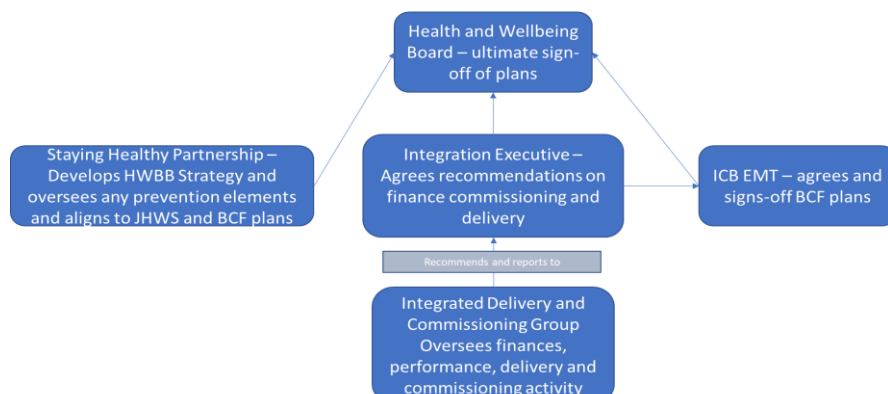 Health and Wellbeing
Board – ultimate sign-
off of plans
Staying Healthy Partnership –
Develops HWBB Strategy and
oversees any prevention elements
and aligns to JHWS and BCF plans
Integration Executive –
Agrees recommendations on
finance commissioning and
delivery
ICB EMT – agrees and
signs-off BCF plans
Recommends and reports to
Integrated Delivery and
Commissioning Group
Oversees finances,
performance, delivery and
commissioning activity